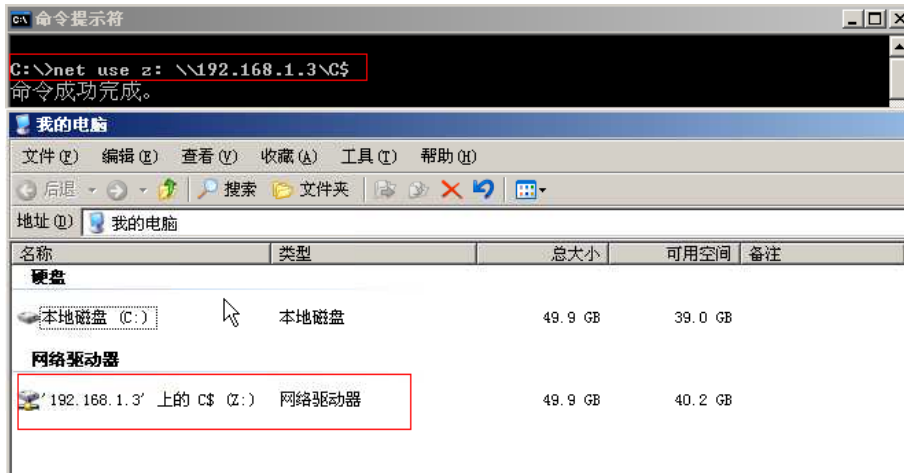 命令提示符
C:\>net use z: \\192.168.1.3\C$
命令成功完成。
我的电脑
文件(F) 编辑(E) 查看(V) 收藏(A) 工具(T) 帮助(H)
后退 搜索 文件夹
地址(D) 我的电脑
名称 类型 总大小 可用空间 备注
硬盘
本地磁盘 (C:) 本地磁盘 49.9 GB 39.0 GB
网络驱动器
'192.168.1.3' 上的 C$ (Z:) 网络驱动器 49.9 GB 40.2 GB